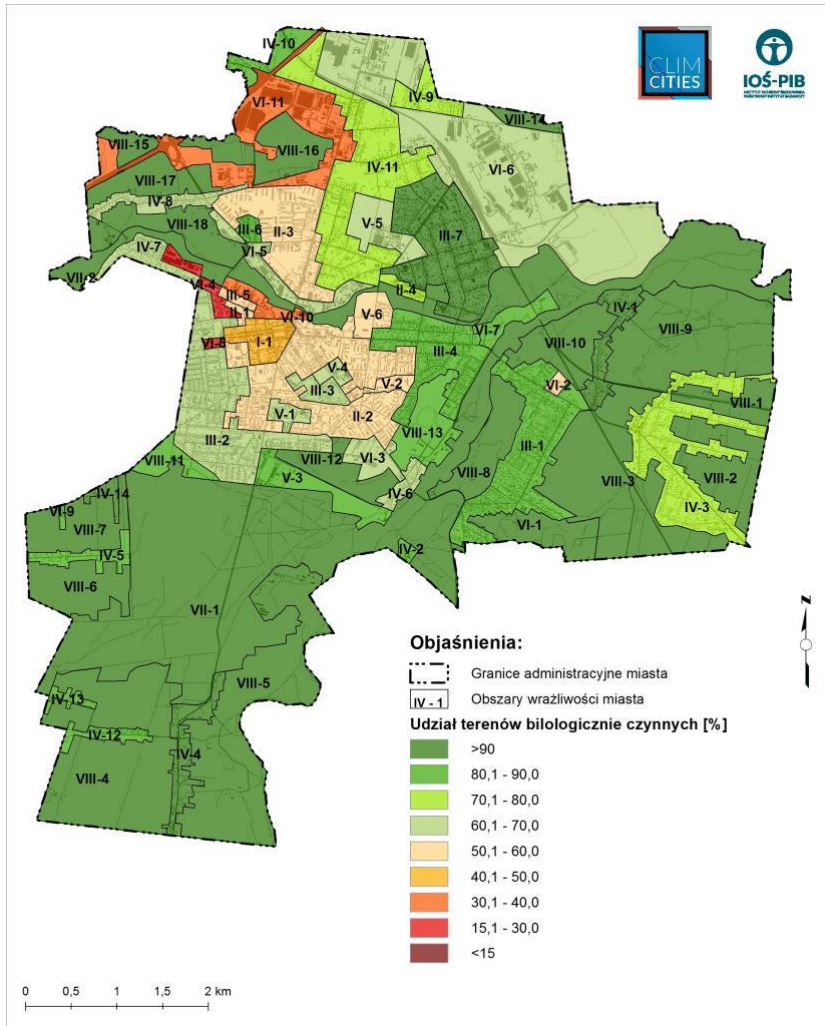 CLIM
CITIES
IOŚ-PIB
INSTYTUT OCHRONY ŚRODOWISKA
PAŃSTWOWY INSTYTUT BADAWCZY
IV-10
VI-11
IV-9
VIII-14
VIII-15
VIII-16
IV-11
VI-6
VIII-17
IV-8
VIII-18
III-6
II-3
V-5
III-7
IV-7
VI-5
VII-2
VI-4
III-5
II-4
II-1
VI-10
V-6
IV-1
VIII-9
VI-8
I-1
VI-7
VIII-10
III-4
V-4
V-2
VI-2
III-3
VIII-1
V-1
II-2
III-2
VIII-13
III-1
VIII-12
VI-3
VIII-11
V-3
VIII-8
VIII-3
VIII-2
IV-14
IV-6
IV-3
VI-9
VIII-7
VI-1
IV-5
IV-2
VIII-6
VII-1
VIII-5
IV-13
IV-12
IV-4
VIII-4
Objaśnienia:
Granice administracyjne miasta
IV - 1 Obszary wrażliwości miasta
Udział terenów bilologicznie czynnych [%]
>90
80,1 - 90,0
70,1 - 80,0
60,1 - 70,0
50,1 - 60,0
40,1 - 50,0
30,1 - 40,0
15,1 - 30,0
<15
z
0 0,5 1 2 km